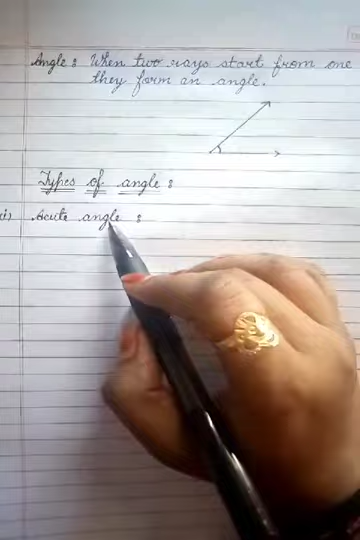 Angle : When two rays start from one
they form an angle.
Types of angle :
(i) Acute angle :